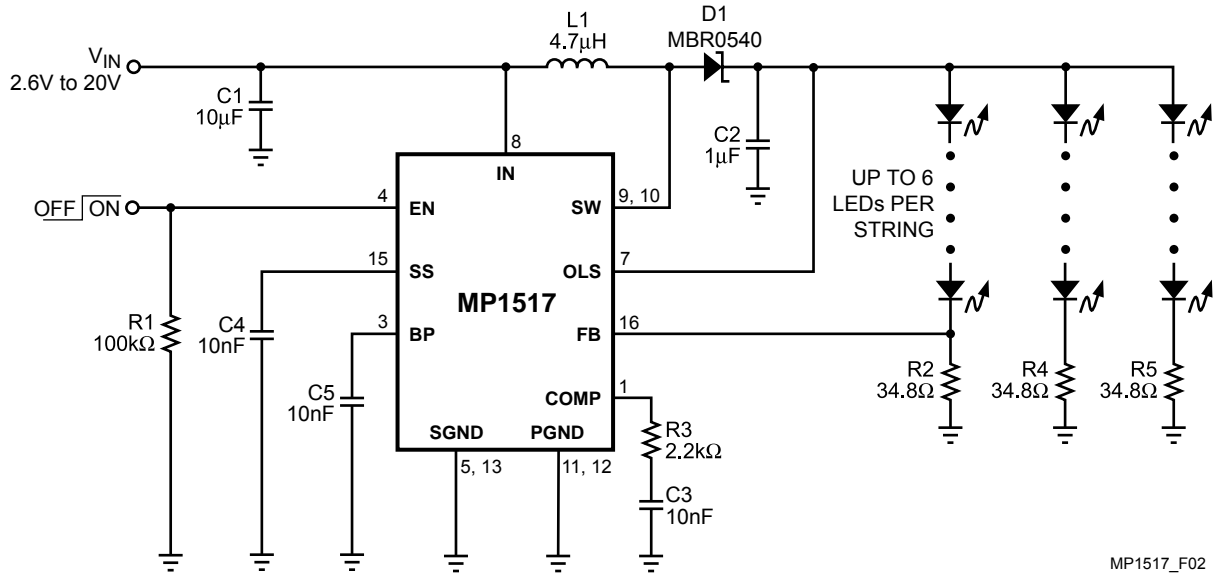 VIN
2.6V to 20V
C1
10µF
L1
4.7µH
D1
MBR0540
C2
1µF
8
IN
OFF ON
4
EN
SW
9, 10
UP TO 6
LEDs PER
STRING
15
SS
OLS
7
MP1517
R1
100kΩ
C4
10nF
3
BP
FB
16
C5
10nF
COMP
1
R2
34.8Ω
R4
34.8Ω
R5
34.8Ω
SGND
PGND
R3
2.2kΩ
5, 13
11, 12
C3
10nF
MP1517_F02